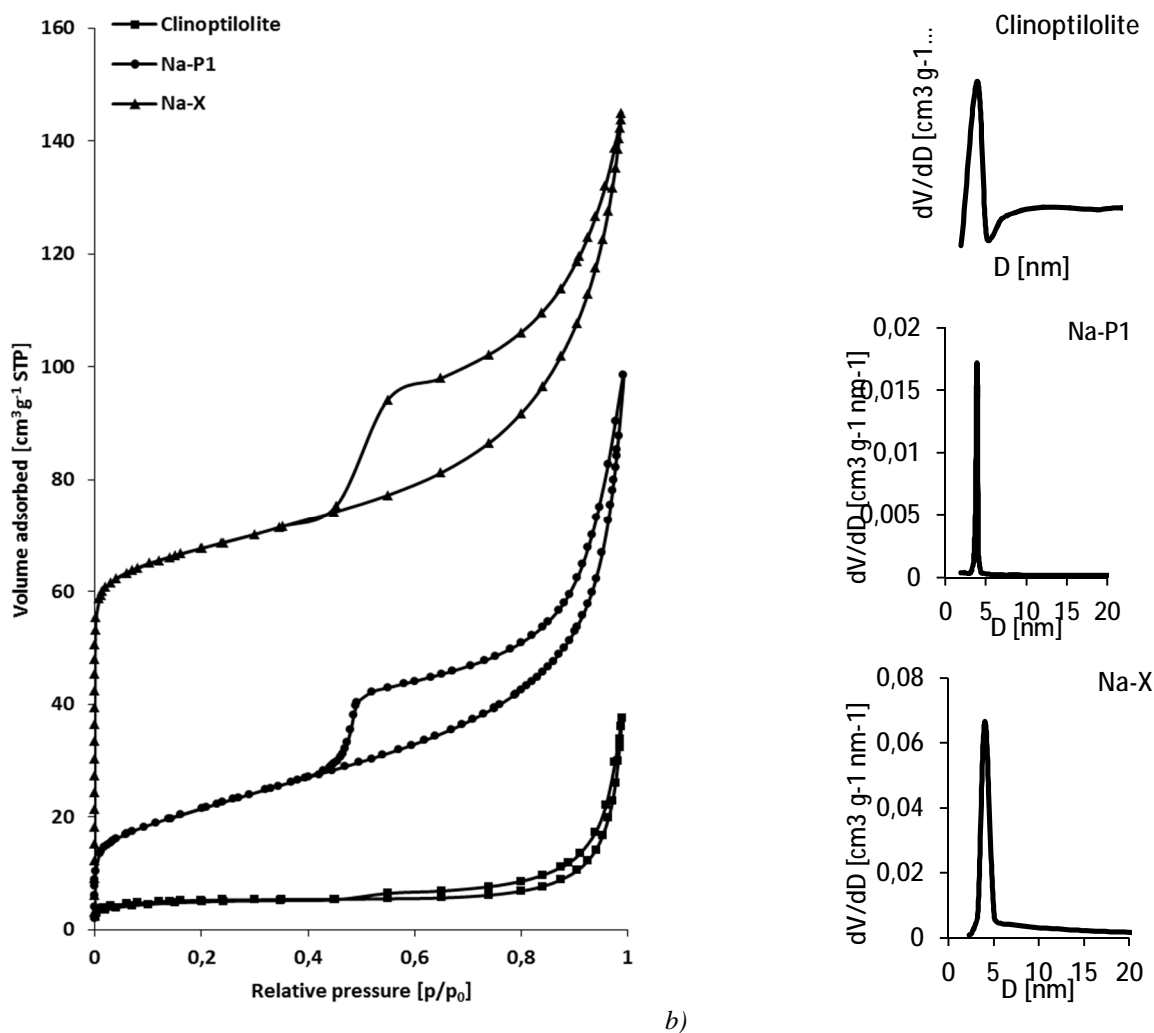 Clinoptilolite
Na-P1
Na-X
Volume adsorbed [cm³g⁻¹ STP]
160
140
120
100
80
60
40
20
0
0
0,2
0,4
0,6
0,8
1
Relative pressure [p/p₀]
b)
Clinoptilolite
dV/dD [cm3 g-1...
D [nm]
Na-P1
dV/dD [cm3 g-1 nm-1]
0,02
0,015
0,01
0,005
0
0 5 10 15 20
D [nm]
Na-X
dV/dD [cm3 g-1 nm-1]
0,08
0,06
0,04
0,02
0
0 5 10 15 20
D [nm]